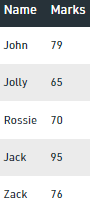 Name Marks
John 79
Jolly 65
Rossie 70
Jack 95
Zack 76